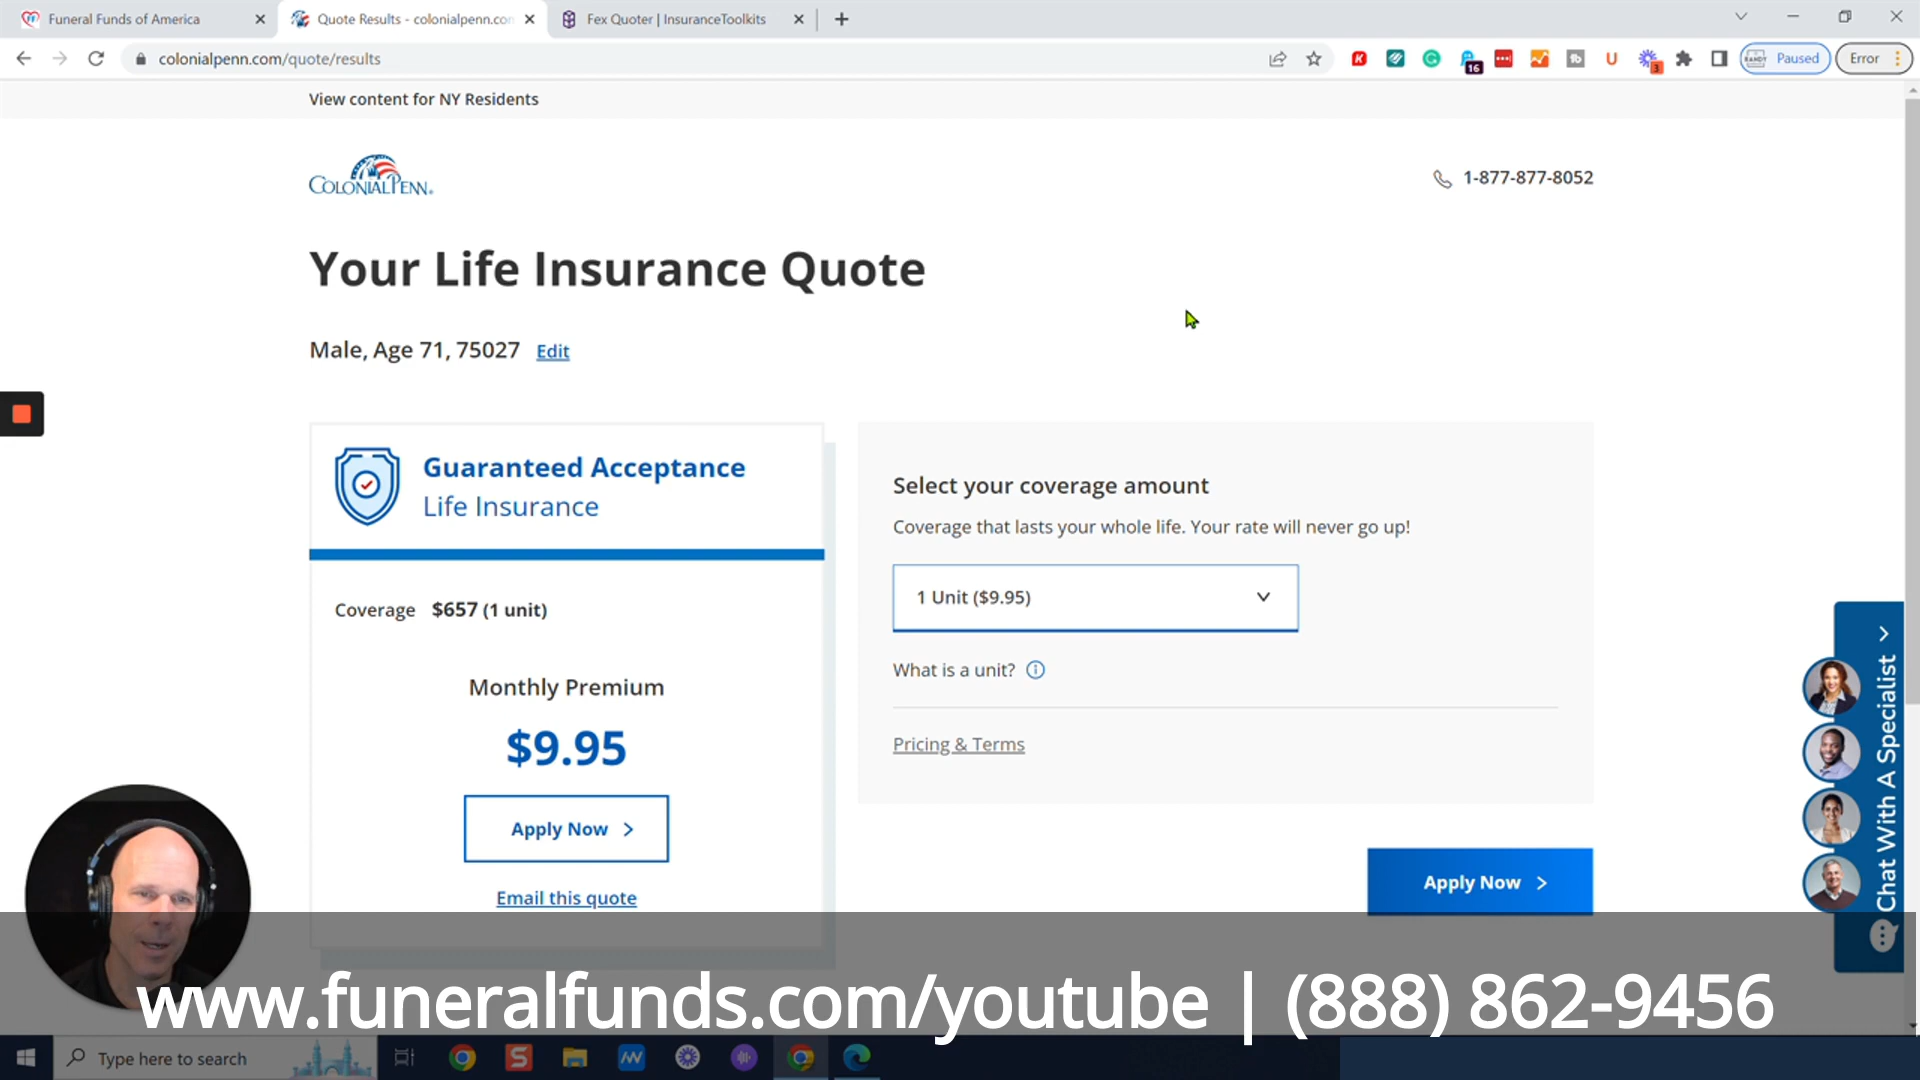 Funeral Funds of America
Quote Results - colonialpenn.com
Fex Quoter | InsuranceToolkits
colonialpenn.com/quote/results
16
3
Paused
Error
View content for NY Residents
COLONIAL PENN®
1-877-877-8052
Your Life Insurance Quote
Male, Age 71, 75027 Edit
Guaranteed Acceptance
Life Insurance
Coverage $657 (1 unit)
Monthly Premium
$9.95
Apply Now
Email this quote
Select your coverage amount
Coverage that lasts your whole life. Your rate will never go up!
1 Unit ($9.95)
What is a unit?
Pricing & Terms
Apply Now
Chat With A Specialist
www.funeralfunds.com/youtube | (888) 862-9456
Type here to search